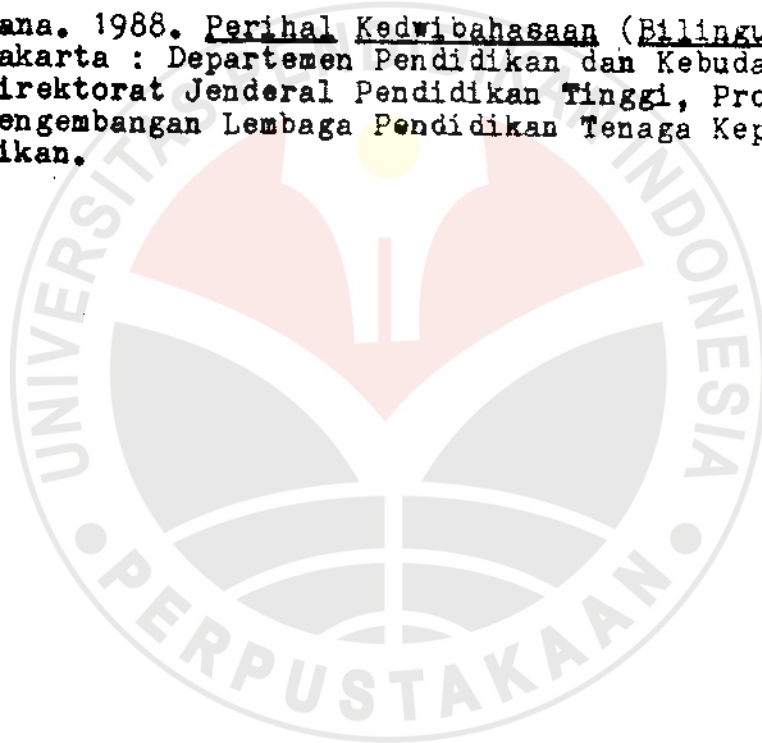 ana. 1988. Perihal Kedwibahasaan (Bilingu
akarta : Departemen Pendidikan dan Kebuda
irektorat Jenderal Pendidikan Tinggi, Pro
engembangan Lembaga Pendidikan Tenaga Kep
ikan.
UNIVERSITAS PENDIDIKAN INDONESIA
PERPUSTAKAAN